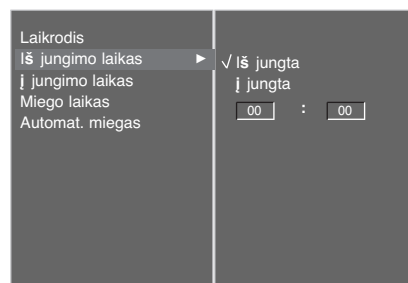 Laikrodis
Iš jungimo laikas ►
į jungimo laikas
Miego laikas
Automat. miegas
√ Iš jungta
į jungta
00 : 00